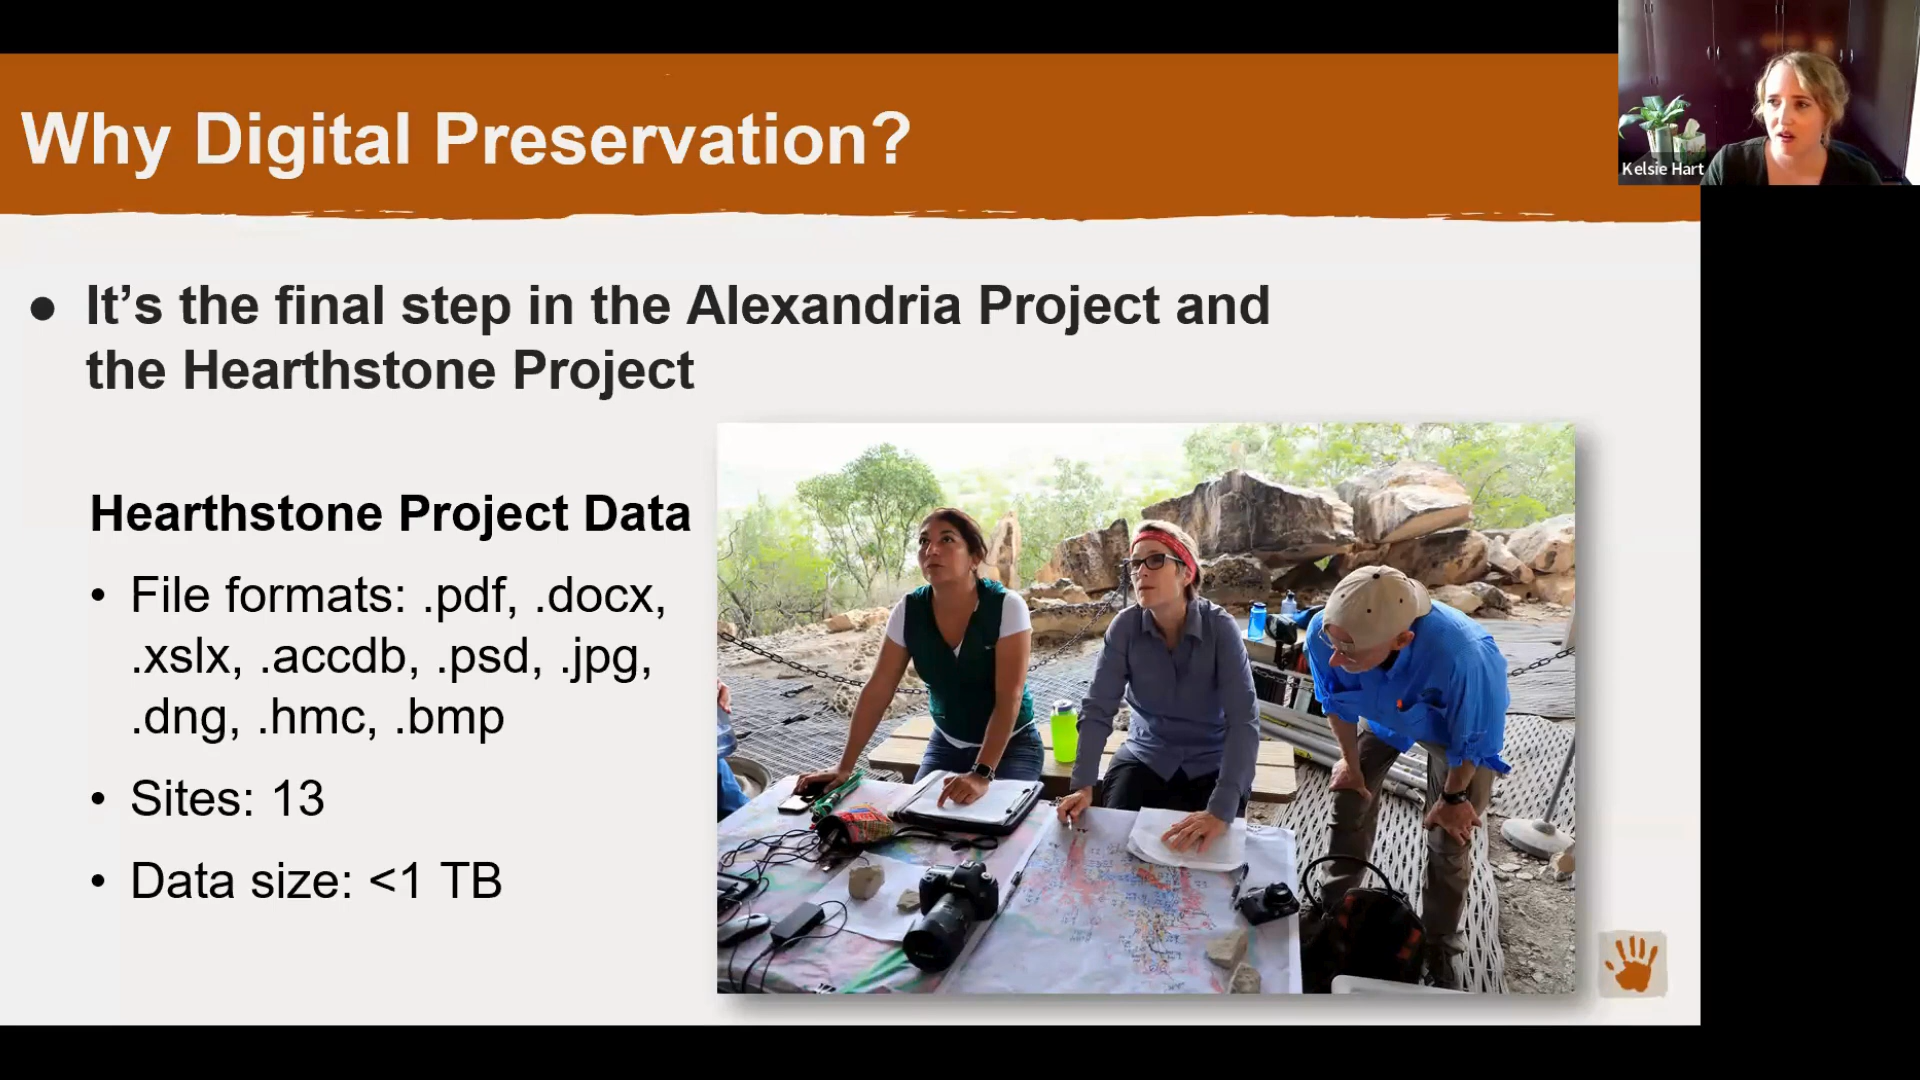 Why Digital Preservation?
Kelsie Hart
● It’s the final step in the Alexandria Project and
the Hearthstone Project
Hearthstone Project Data
• File formats: .pdf, .docx,
.xslx, .accdb, .psd, .jpg,
.dng, .hmc, .bmp
• Sites: 13
• Data size: <1 TB